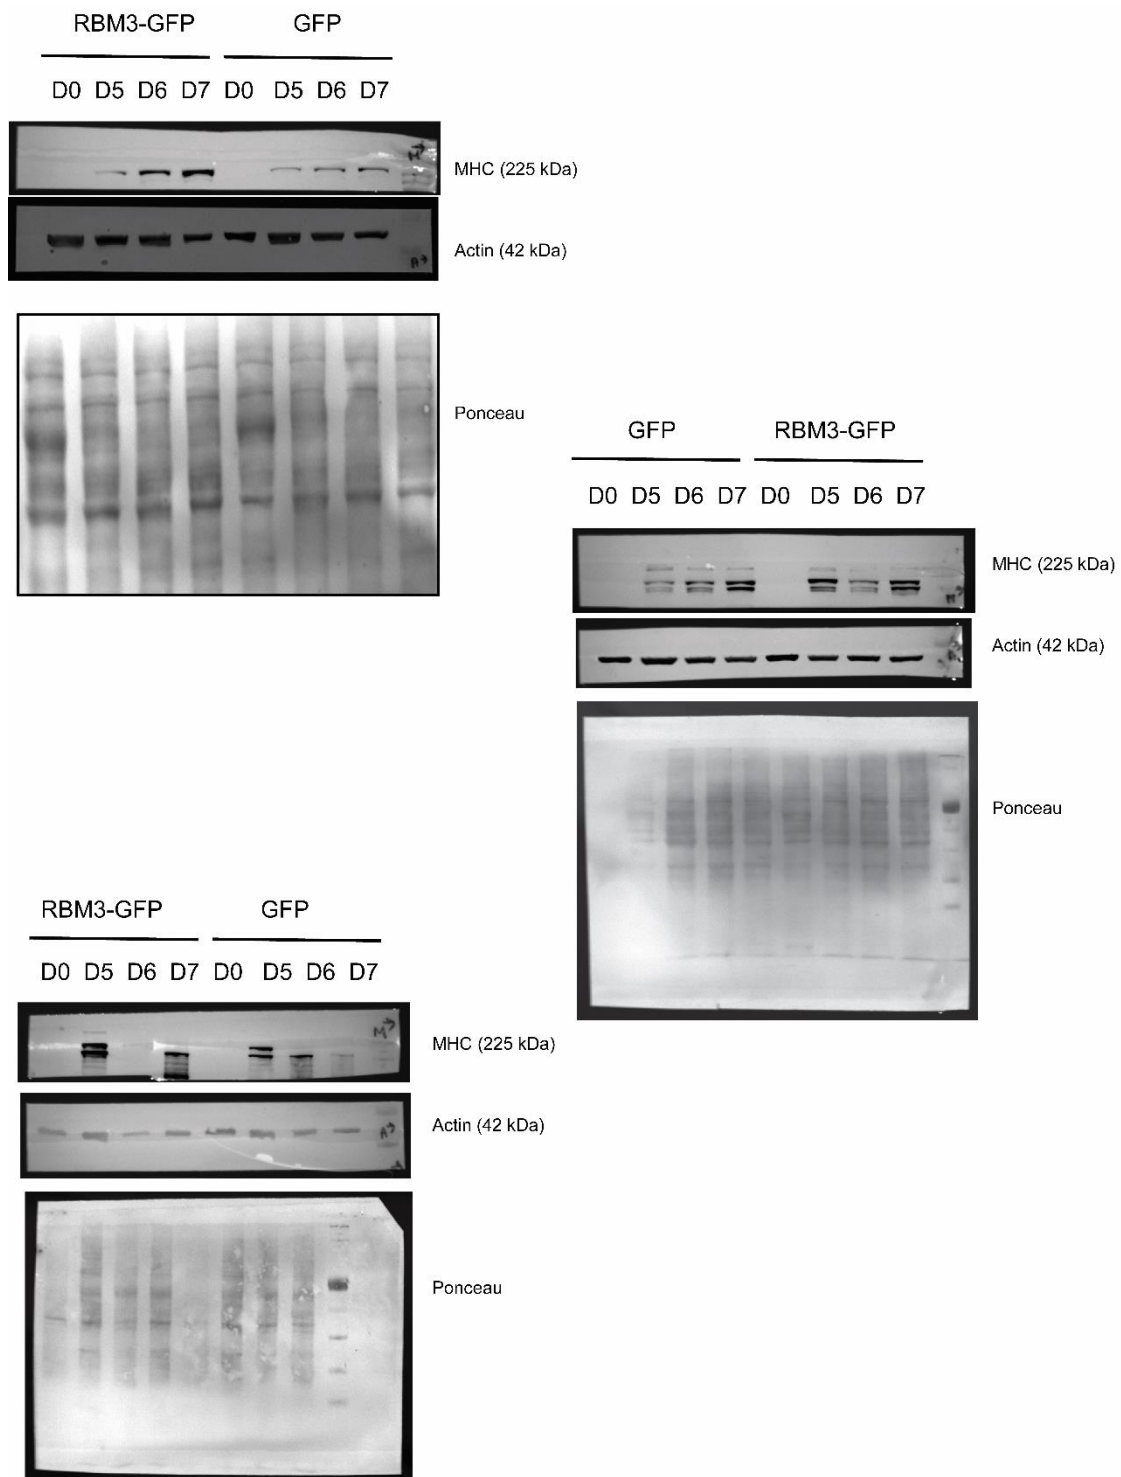 RBM3-GFP GFP
D0 D5 D6 D7 D0 D5 D6 D7
M→
MHC (225 kDa)
Actin (42 kDa)
A→
Ponceau
GFP RBM3-GFP
D0 D5 D6 D7 D0 D5 D6 D7
MHC (225 kDa)
Actin (42 kDa)
Ponceau
RBM3-GFP GFP
D0 D5 D6 D7 D0 D5 D6 D7
M→
MHC (225 kDa)
Actin (42 kDa)
A→
Ponceau